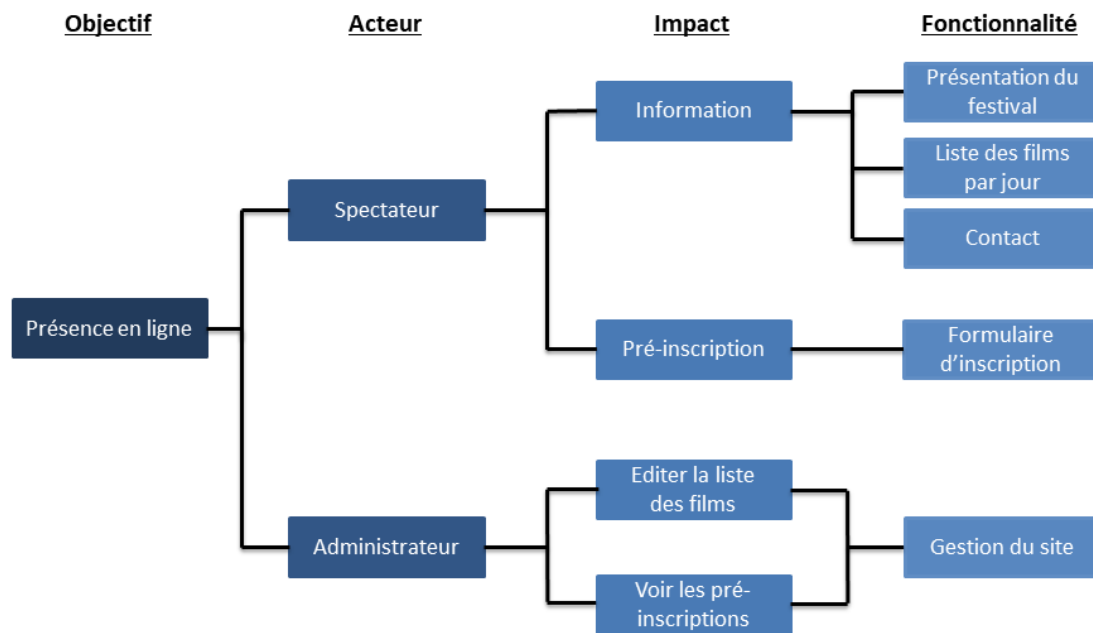 Objectif
Acteur
Impact
Fonctionnalité
Présentation du
festival
Information
Liste des films
par jour
Spectateur
Contact
Présence en ligne
Pré-inscription
Formulaire
d’inscription
Editer la liste
des films
Administrateur
Gestion du site
Voir les pré-
inscriptions